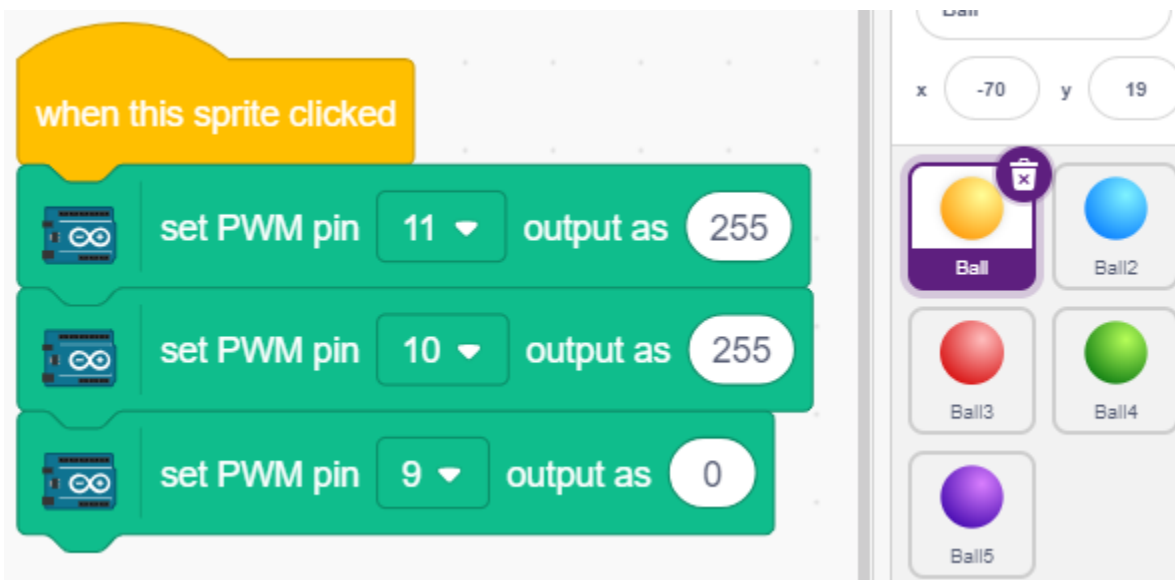 when this sprite clicked
set PWM pin 11 output as 255
set PWM pin 10 output as 255
set PWM pin 9 output as 0
Ball
x -70 y 19
Ball Ball2
Ball3 Ball4
Ball5